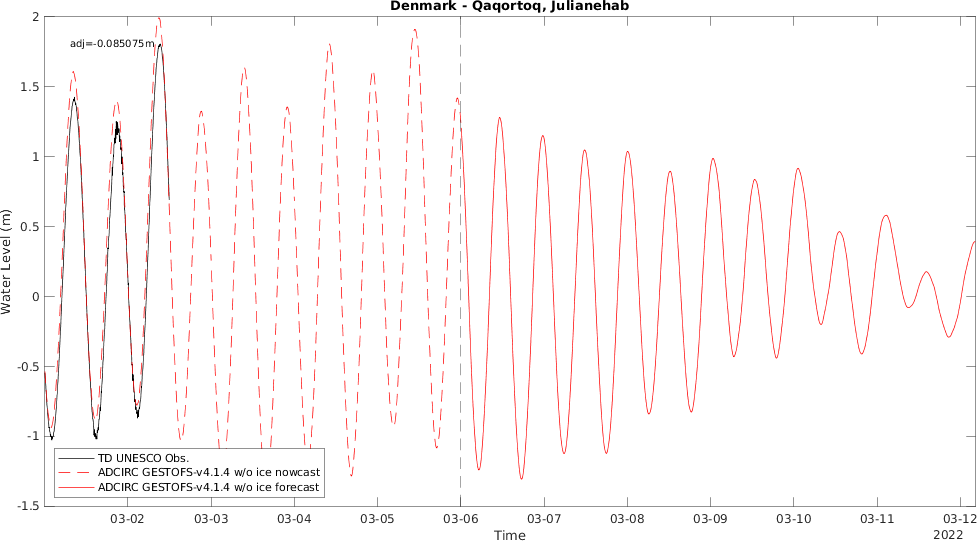 Denmark - Qaqortoq, Julianehab
adj=-0.085075m
Water Level (m)
2
1.5
1
0.5
0
-0.5
-1
-1.5
TD UNESCO Obs.
ADCIRC GESTOFS-v4.1.4 w/o ice nowcast
ADCIRC GESTOFS-v4.1.4 w/o ice forecast
03-02 03-03 03-04 03-05 03-06 03-07 03-08 03-09 03-10 03-11 03-12
Time
2022